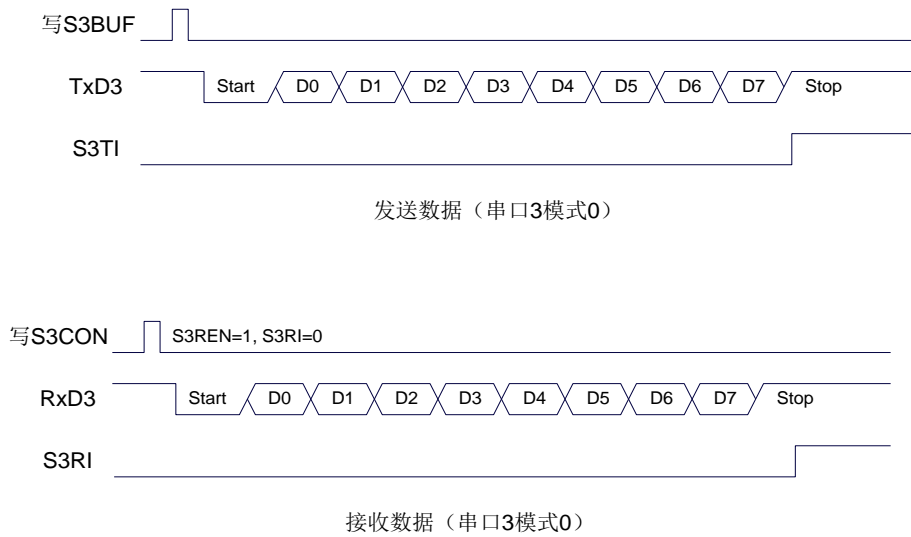 写S3BUF
TxD3 Start D0 D1 D2 D3 D4 D5 D6 D7 Stop
S3TI
发送数据（串口3模式0）
写S3CON S3REN=1, S3RI=0
RxD3 Start D0 D1 D2 D3 D4 D5 D6 D7 Stop
S3RI
接收数据（串口3模式0）